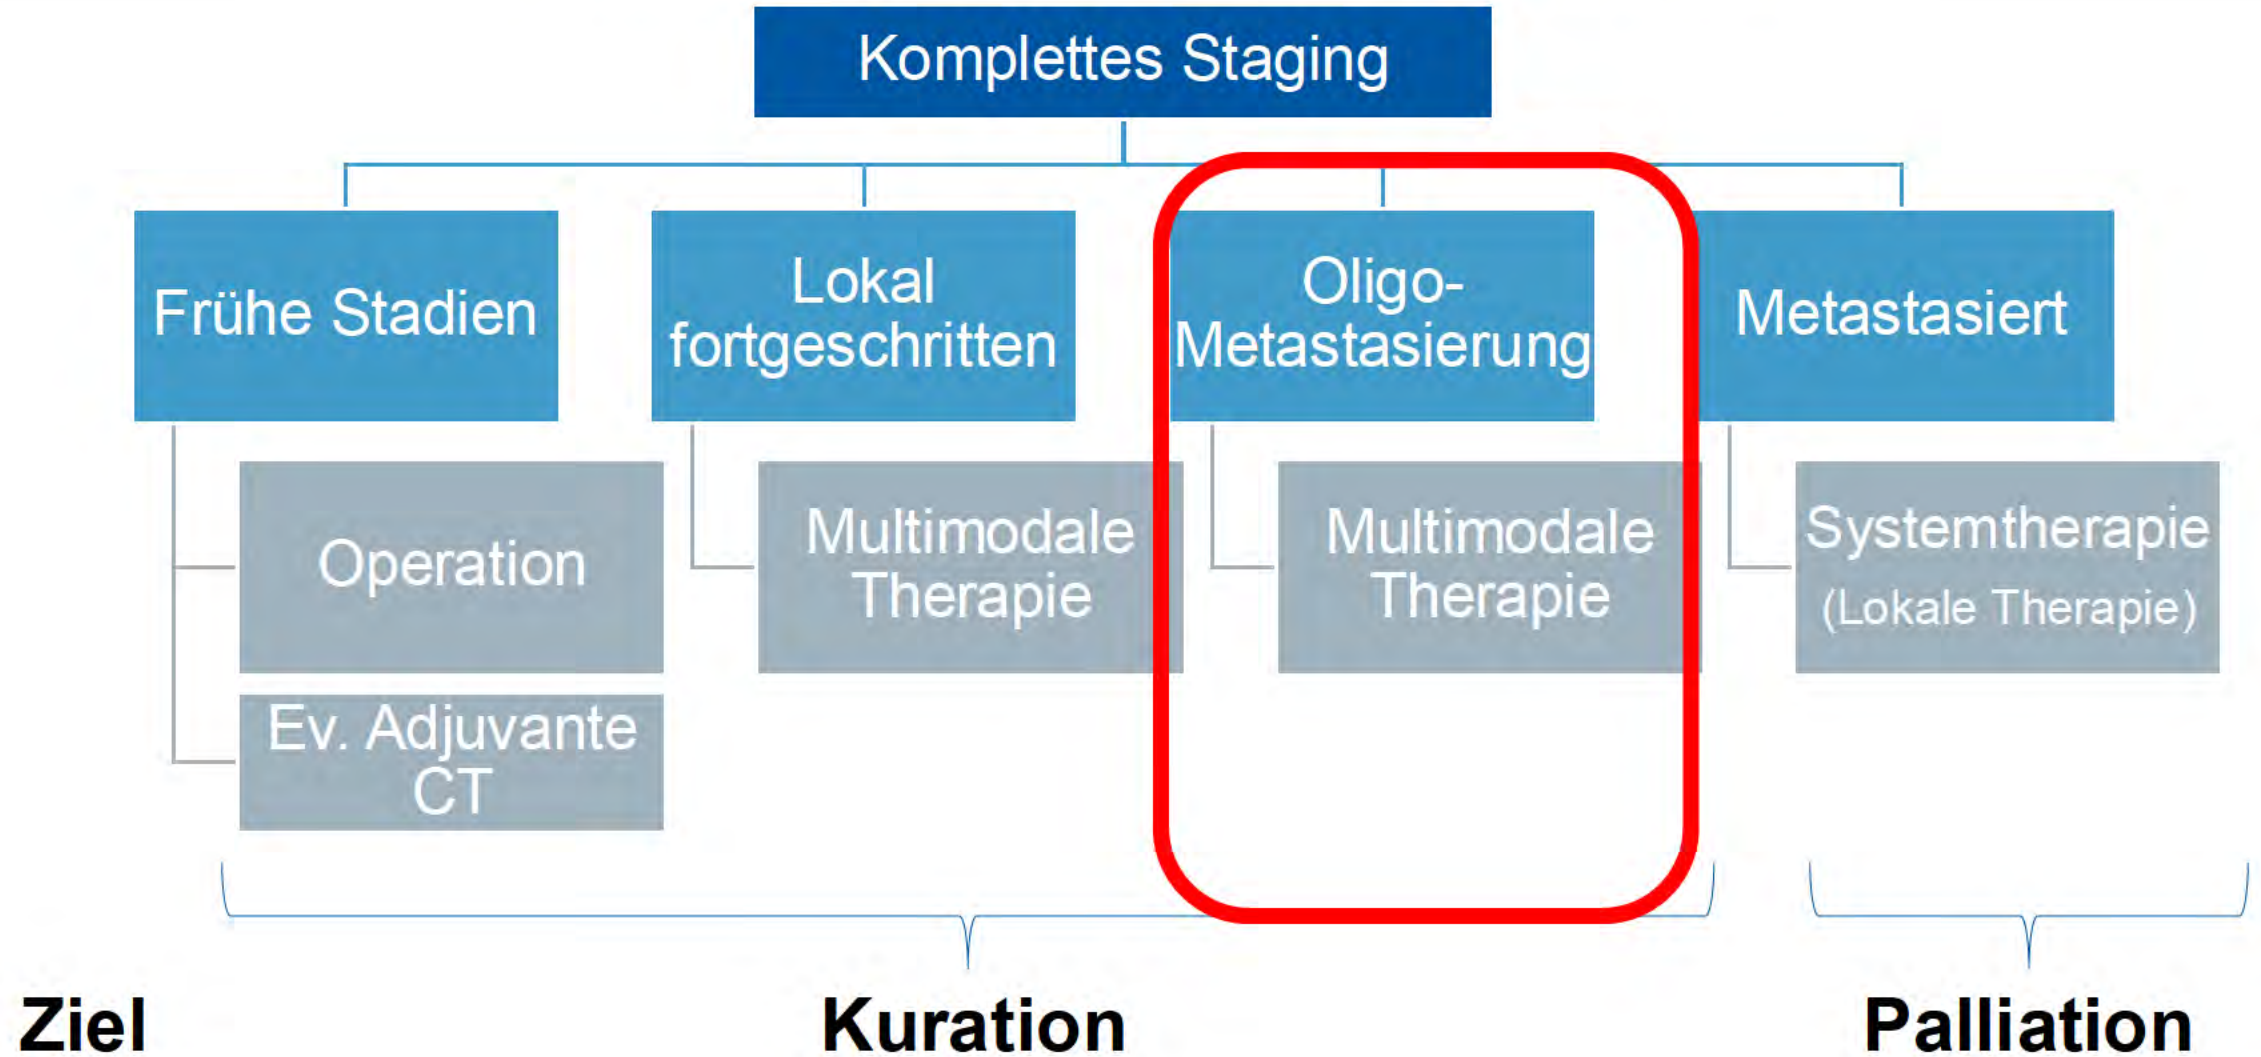 Komplettes Staging
Frühe Stadien
Lokal
fortgeschritten
Oligo-
Metastasierung
Metastasiert
Operation
Multimodale
Therapie
Multimodale
Therapie
Systemtherapie
(Lokale Therapie)
Ev. Adjuvante
CT
Ziel
Kuration
Palliation